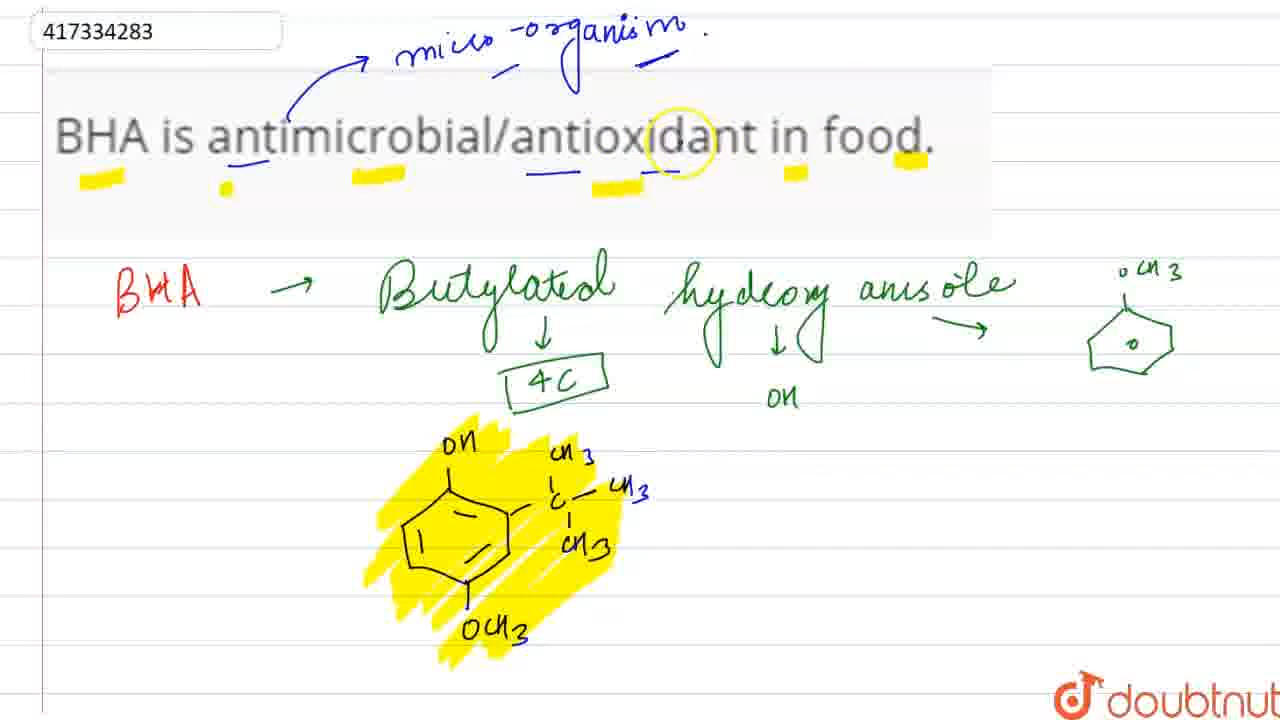 417334283
micro-organism.
BHA is antimicrobial/antioxidant in food.
BHA → Butylated hydroxy anisole →
OCH3
4C
OH
OH
CH3
C
CH3
CH3
OCH3
doubtnut